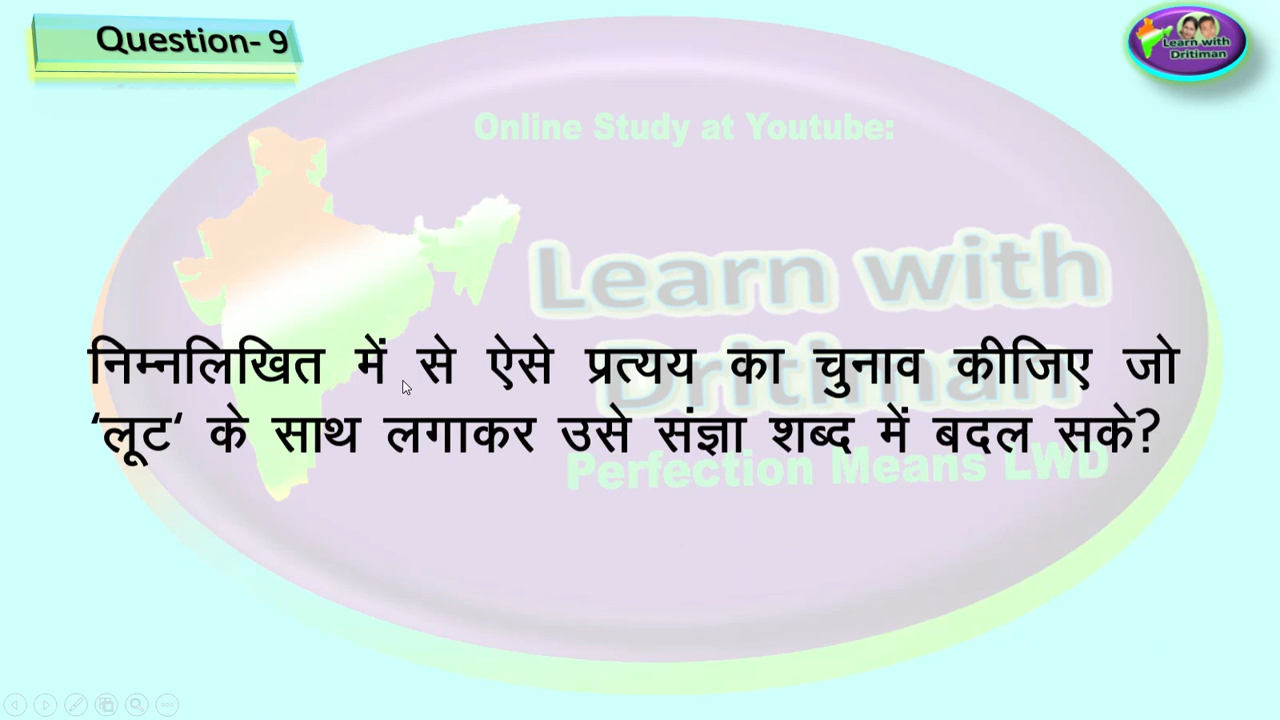 Question- 9
Learn with
Dritiman
Online Study at Youtube:
Learn with
Dritiman
निम्नलिखित में से ऐसे प्रत्यय का चुनाव कीजिए जो
‘लूट‘ के साथ लगाकर उसे संज्ञा शब्द में बदल सके?
Perfection Means LWD